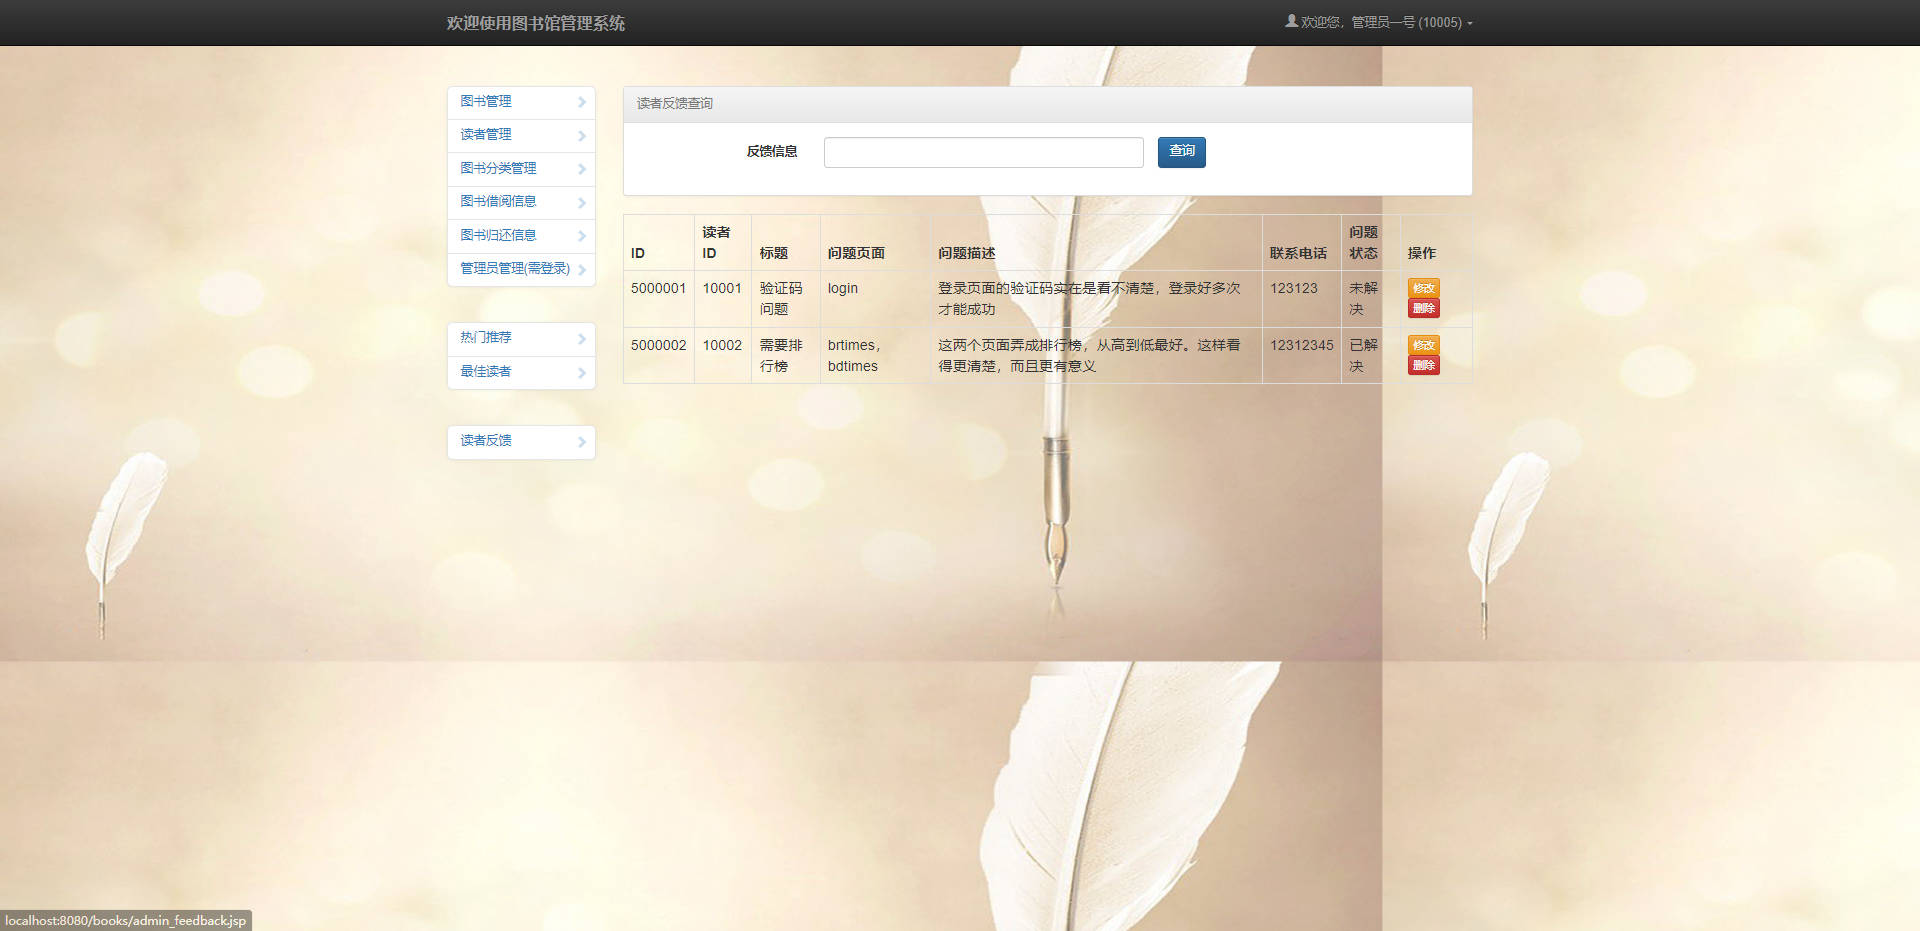 欢迎使用图书馆管理系统
欢迎您，管理员一号 (10005)
图书管理
读者管理
图书分类管理
图书借阅信息
图书归还信息
管理员管理(需登录)
热门推荐
最佳读者
读者反馈
读者反馈查询
反馈信息
查询
ID
读者
ID
标题
问题页面
问题描述
联系电话
问题
状态
操作
5000001
10001
验证码
问题
login
登录页面的验证码实在是看不清楚，登录好多次
才能成功
123123
未解
决
修改
删除
5000002
10002
需要排
行榜
brtimes，
bdtimes
这两个页面弄成排行榜，从高到低最好。这样看
得更清楚，而且更有意义
12312345
已解
决
修改
删除
localhost:8080/books/admin_feedback.jsp